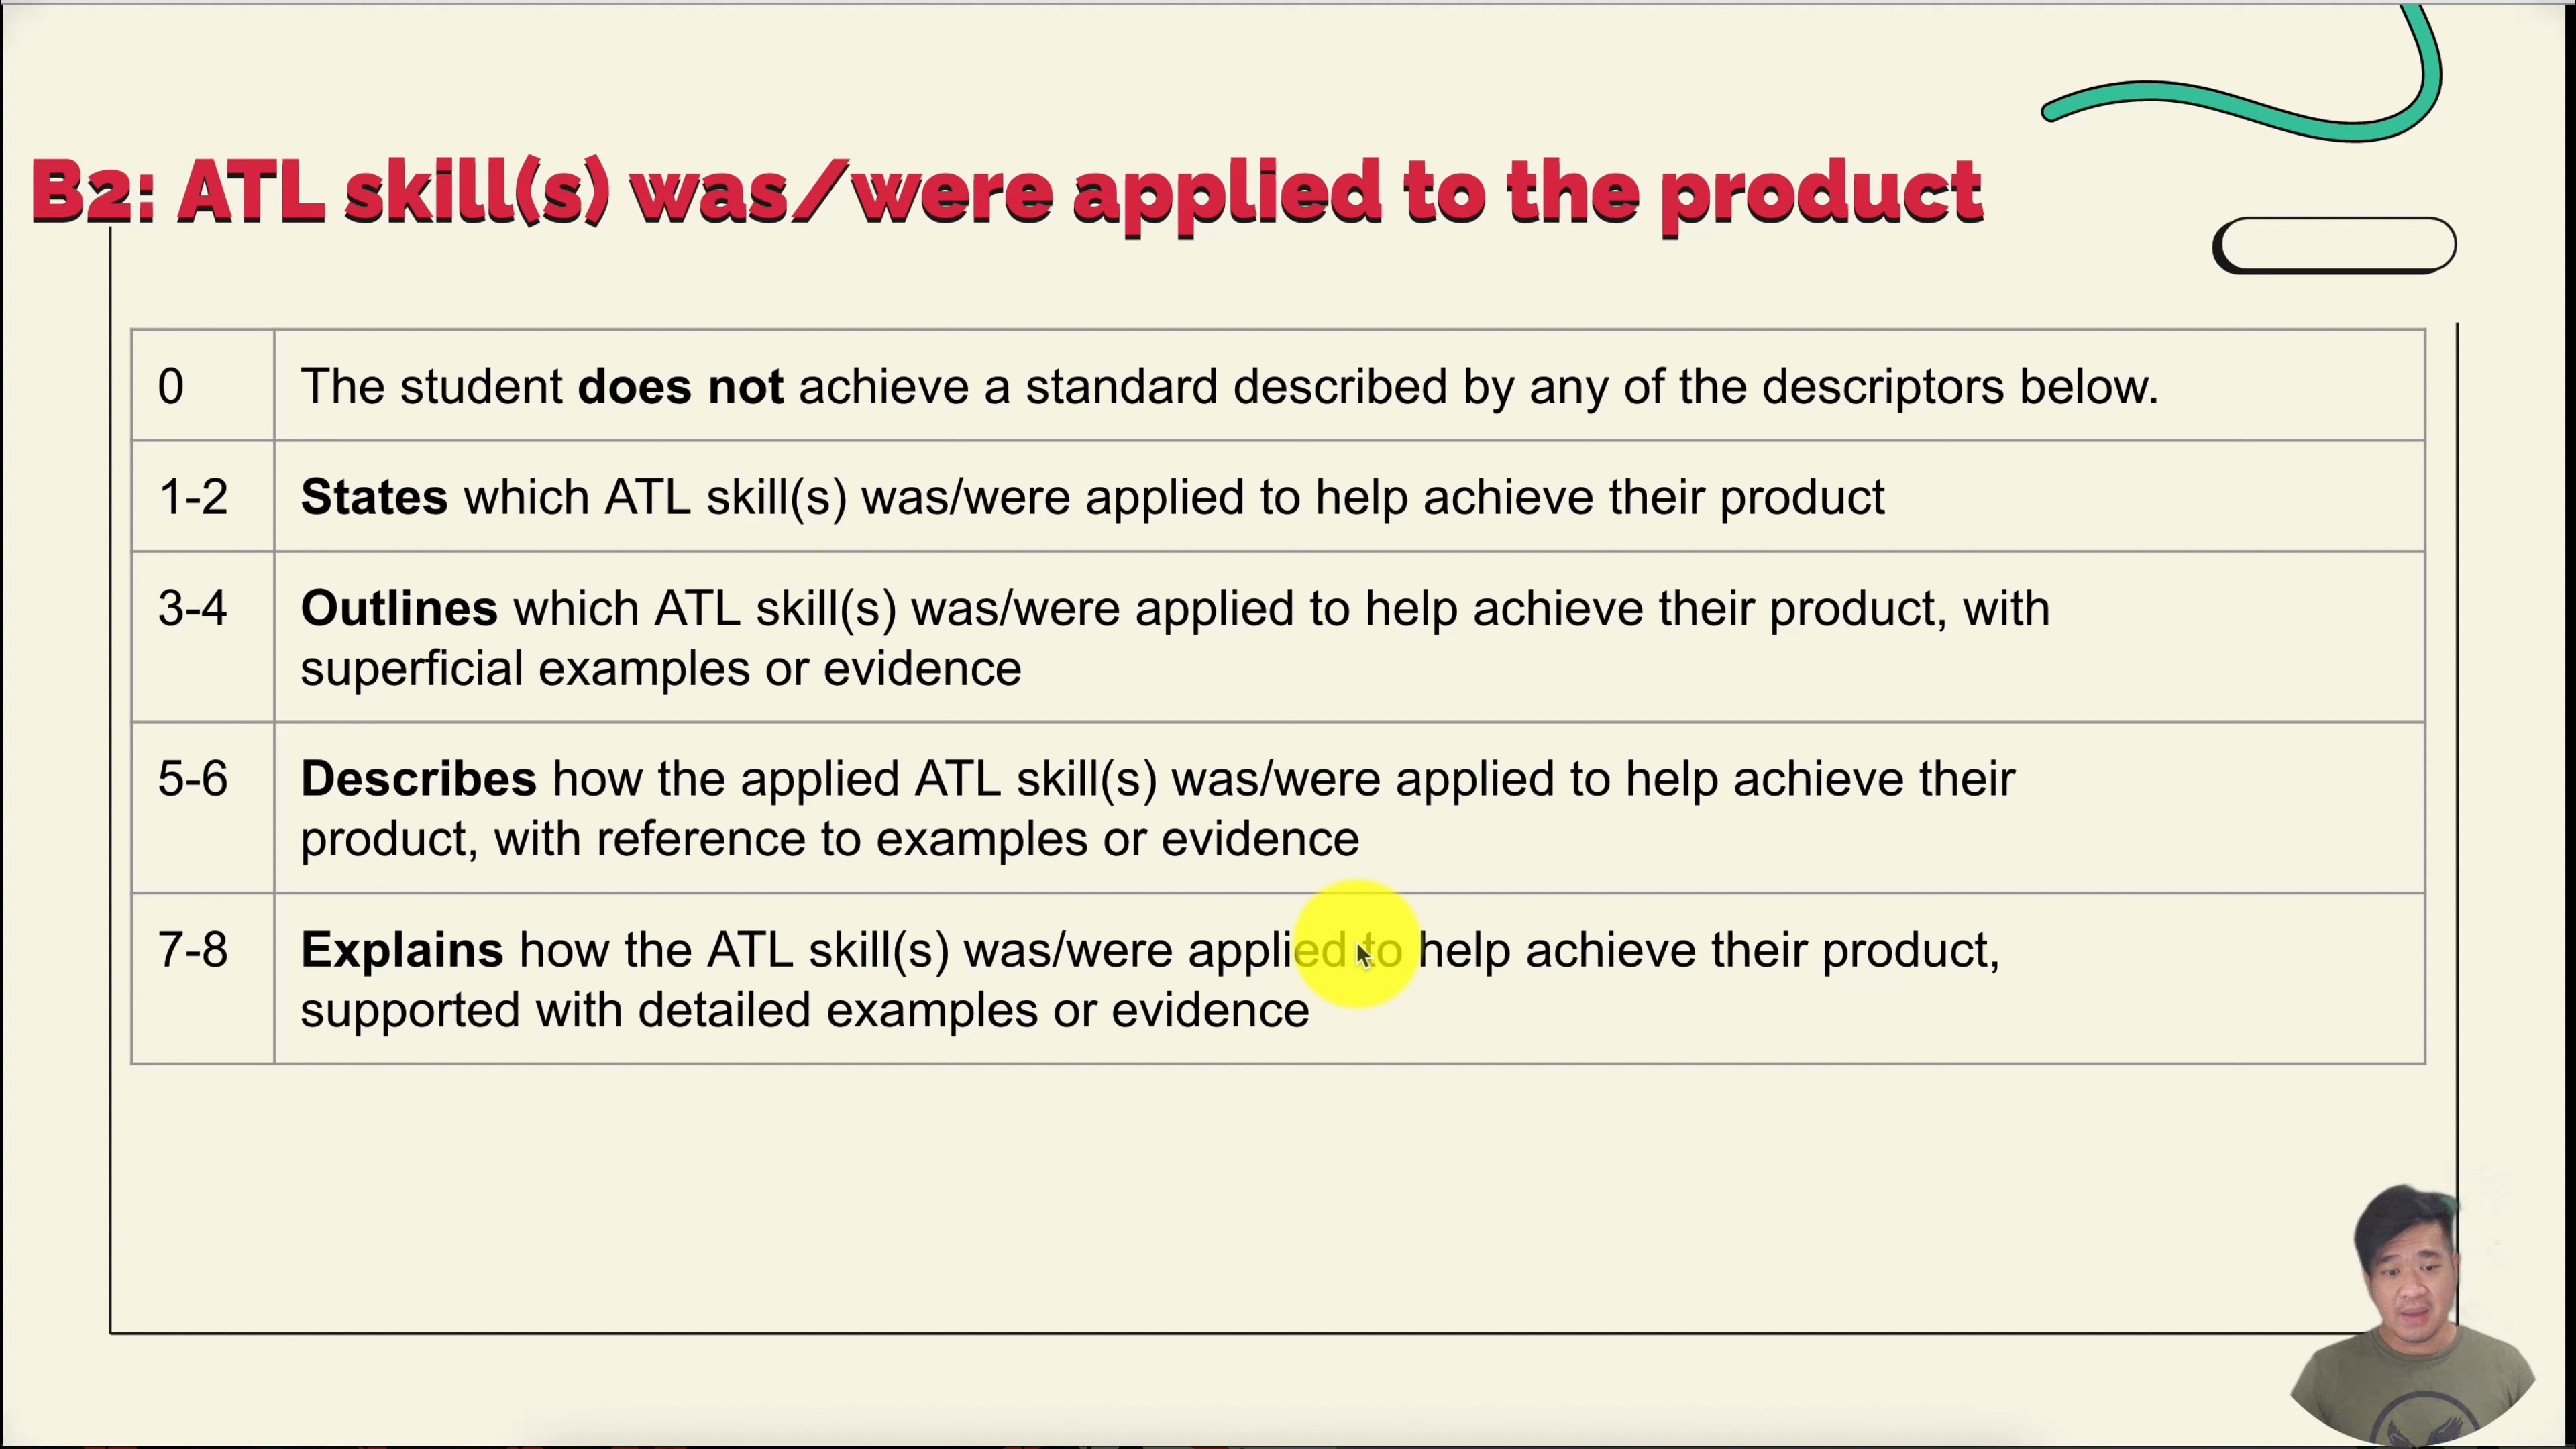 B2: ATL skill(s) was/were applied to the product
0
The student does not achieve a standard described by any of the descriptors below.
1-2
States which ATL skill(s) was/were applied to help achieve their product
3-4
Outlines which ATL skill(s) was/were applied to help achieve their product, with
superficial examples or evidence
5-6
Describes how the applied ATL skill(s) was/were applied to help achieve their
product, with reference to examples or evidence
7-8
Explains how the ATL skill(s) was/were applied to help achieve their product,
supported with detailed examples or evidence